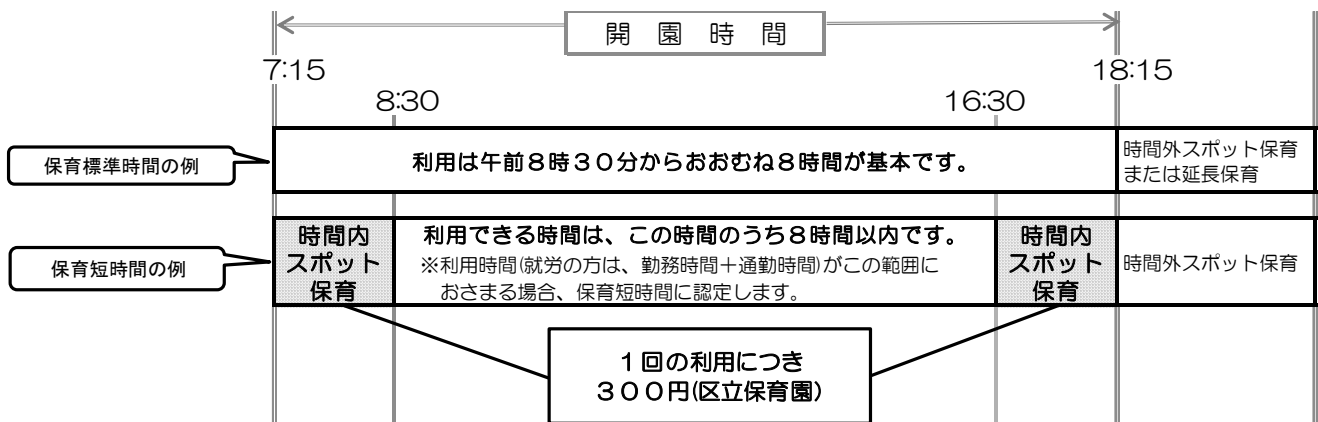 開園時間
7:15
18:15
8:30
16:30
保育標準時間の例
利用は午前8時30分からおおむね8時間が基本です。
時間外スポット保育
または延長保育
保育短時間の例
時間内
スポット
保育
利用できる時間は、この時間のうち8時間以内です。
※利用時間(就労の方は、勤務時間+通勤時間)がこの範囲に
おさまる場合、保育短時間に認定します。
時間内
スポット
保育
時間外スポット保育
1回の利用につき
300円(区立保育園)